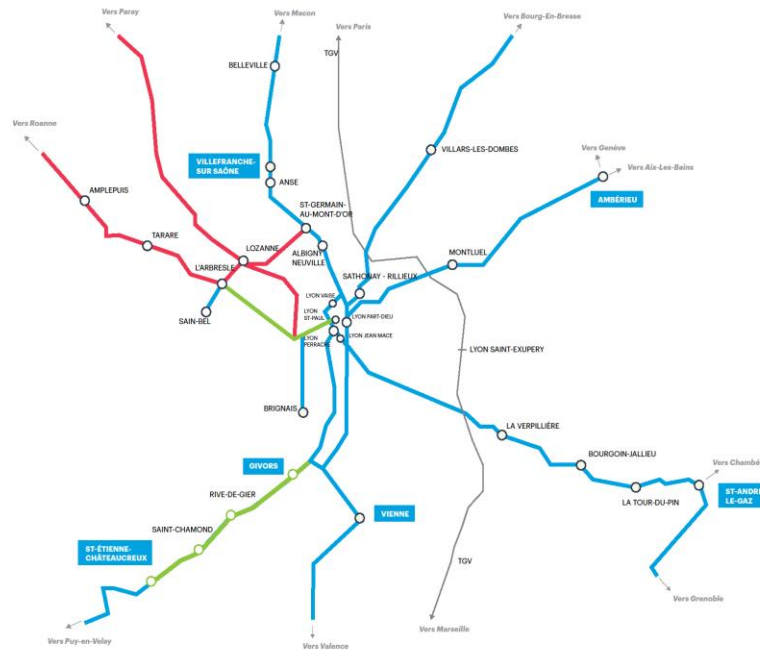 Vers Paray
Vers Macon
Vers Paris
Vers Bourg-En-Bresse
TGV
BELLEVILLE
Vers Roanne
VILLARS-LES-DOMBES
Vers Genève
VILLEFRANCHE-
SUR SAÔNE
Vers Aix-Les-Bains
ANSE
AMPLEPUIS
AMBÉRIEU
ST-GERMAIN-
AU-MONT-D'OR
TARARE
LOZANNE
ALBIGNY
NEUVILLE
MONTLUEL
L'ARBRESLE
SATHONAY - RILLIEUX
LYON VAISE
SAIN-BEL
LYON
ST-PAUL
LYON PART-DIEU
LYON
PERRACHE
LYON JEAN MACE
LYON SAINT-EXUPERY
BRIGNAIS
LA VERPILLIÈRE
BOURGOIN-JALLIEU
GIVORS
Vers Chambé
RIVE-DE-GIER
LA TOUR-DU-PIN
ST-ANDR
LE-GAZ
VIENNE
SAINT-CHAMOND
ST-ÉTIENNE-
CHÂTEAUCREUX
TGV
Vers Grenoble
Vers Puy-en-Velay
Vers Valence
Vers Marseille